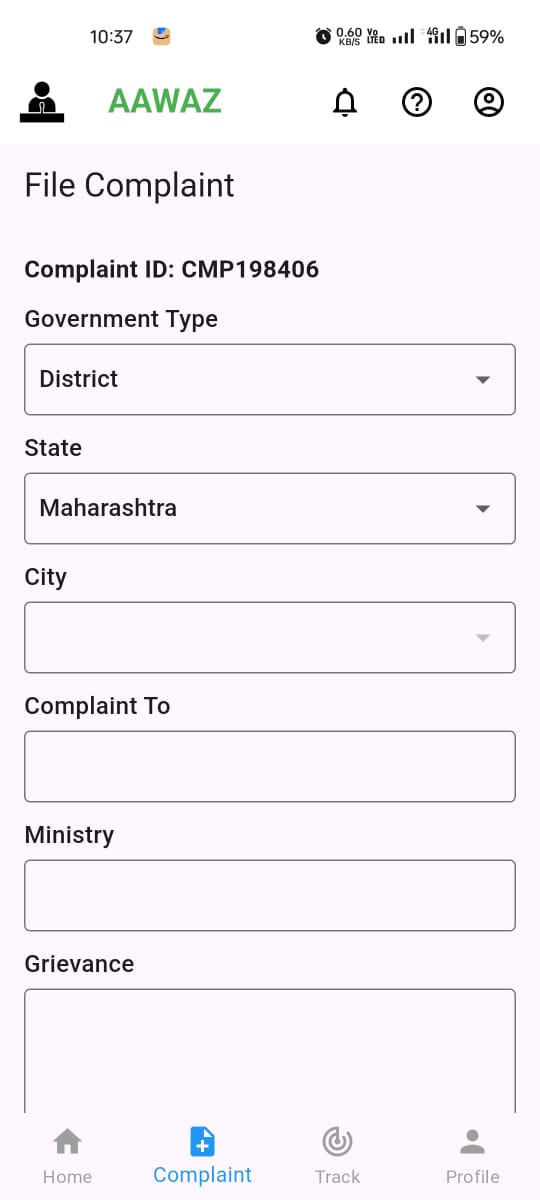 10:37
0.60 KB/S Vo LTED 4G 59%
AAWAZ
File Complaint
Complaint ID: CMP198406
Government Type
District
State
Maharashtra
City
Complaint To
Ministry
Grievance
Home Complaint Track Profile